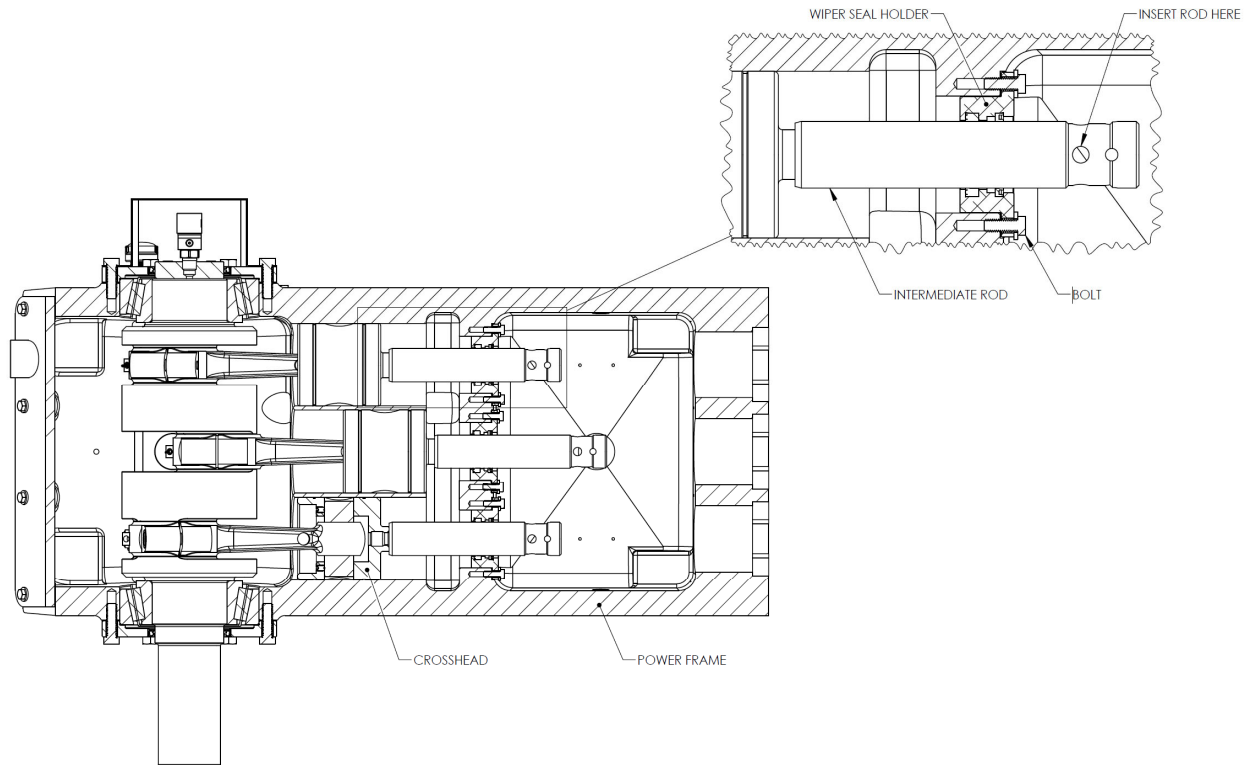 WIPER SEAL HOLDER
INSERT ROD HERE
INTERMEDIATE ROD
BOLT
CROSSHEAD
POWER FRAME